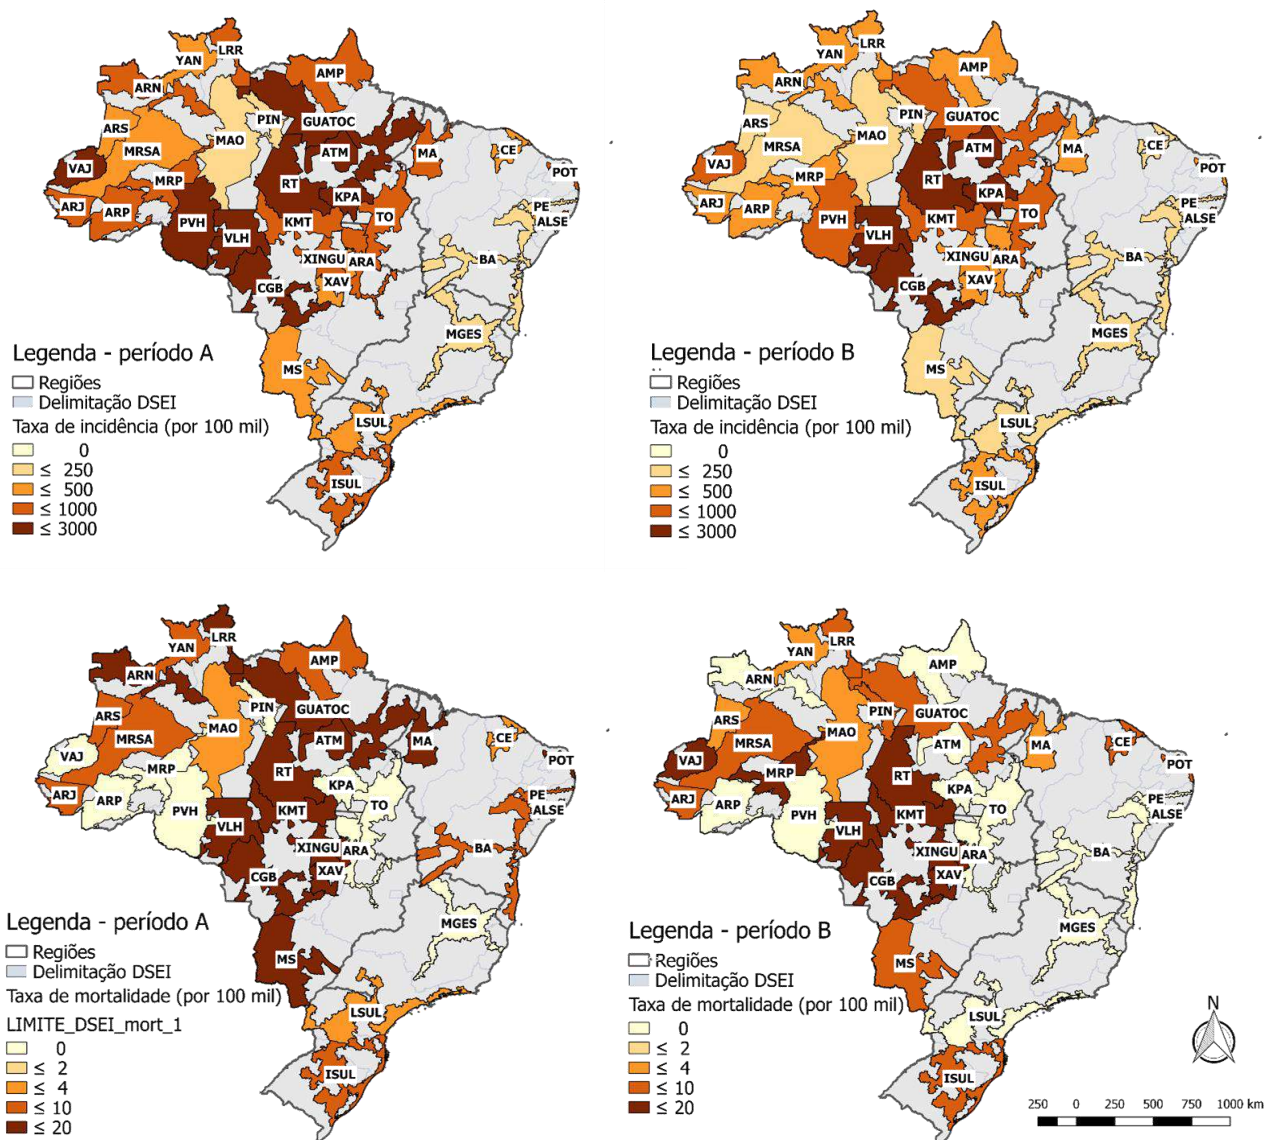 YAN
LRR
ARN
AMP
PIN
GUATOC
ARS
MAO
MRSA
ATM
MA
CE
VAJ
MRP
RT
POT
KPA
ARJ
ARP
PVH
KMT
TO
PE
ALSE
VLH
XINGU
ARA
BA
CGB
XAV
MGES
MS
LSUL
ISUL
Legenda - período A
Regiões
Delimitação DSEI
Taxa de incidência (por 100 mil)
0
≤ 250
≤ 500
≤ 1000
≤ 3000
YAN
LRR
ARN
AMP
PIN
GUATOC
ARS
MAO
MRSA
ATM
MA
CE
VAJ
MRP
RT
POT
KPA
ARJ
ARP
PVH
KMT
TO
PE
ALSE
VLH
XINGU
ARA
BA
CGB
XAV
MGES
MS
LSUL
ISUL
Legenda - período B
Regiões
Delimitação DSEI
Taxa de incidência (por 100 mil)
0
≤ 250
≤ 500
≤ 1000
≤ 3000
YAN
LRR
ARN
AMP
PIN
GUATOC
ARS
MAO
MRSA
ATM
MA
CE
VAJ
MRP
RT
POT
KPA
ARJ
ARP
PVH
KMT
TO
PE
ALSE
VLH
XINGU
ARA
BA
CGB
XAV
MGES
MS
LSUL
ISUL
Legenda - período A
Regiões
Delimitação DSEI
Taxa de mortalidade (por 100 mil)
LIMITE_DSEI_mort_1
0
≤ 2
≤ 4
≤ 10
≤ 20
YAN
LRR
ARN
AMP
PIN
GUATOC
ARS
MAO
MRSA
ATM
MA
CE
VAJ
MRP
RT
POT
KPA
ARJ
ARP
PVH
KMT
TO
PE
ALSE
VLH
XINGU
ARA
BA
CGB
XAV
MGES
MS
LSUL
ISUL
Legenda - período B
Regiões
Delimitação DSEI
Taxa de mortalidade (por 100 mil)
0
≤ 2
≤ 4
≤ 10
≤ 20
N
250 0 250 500 750 1000 km